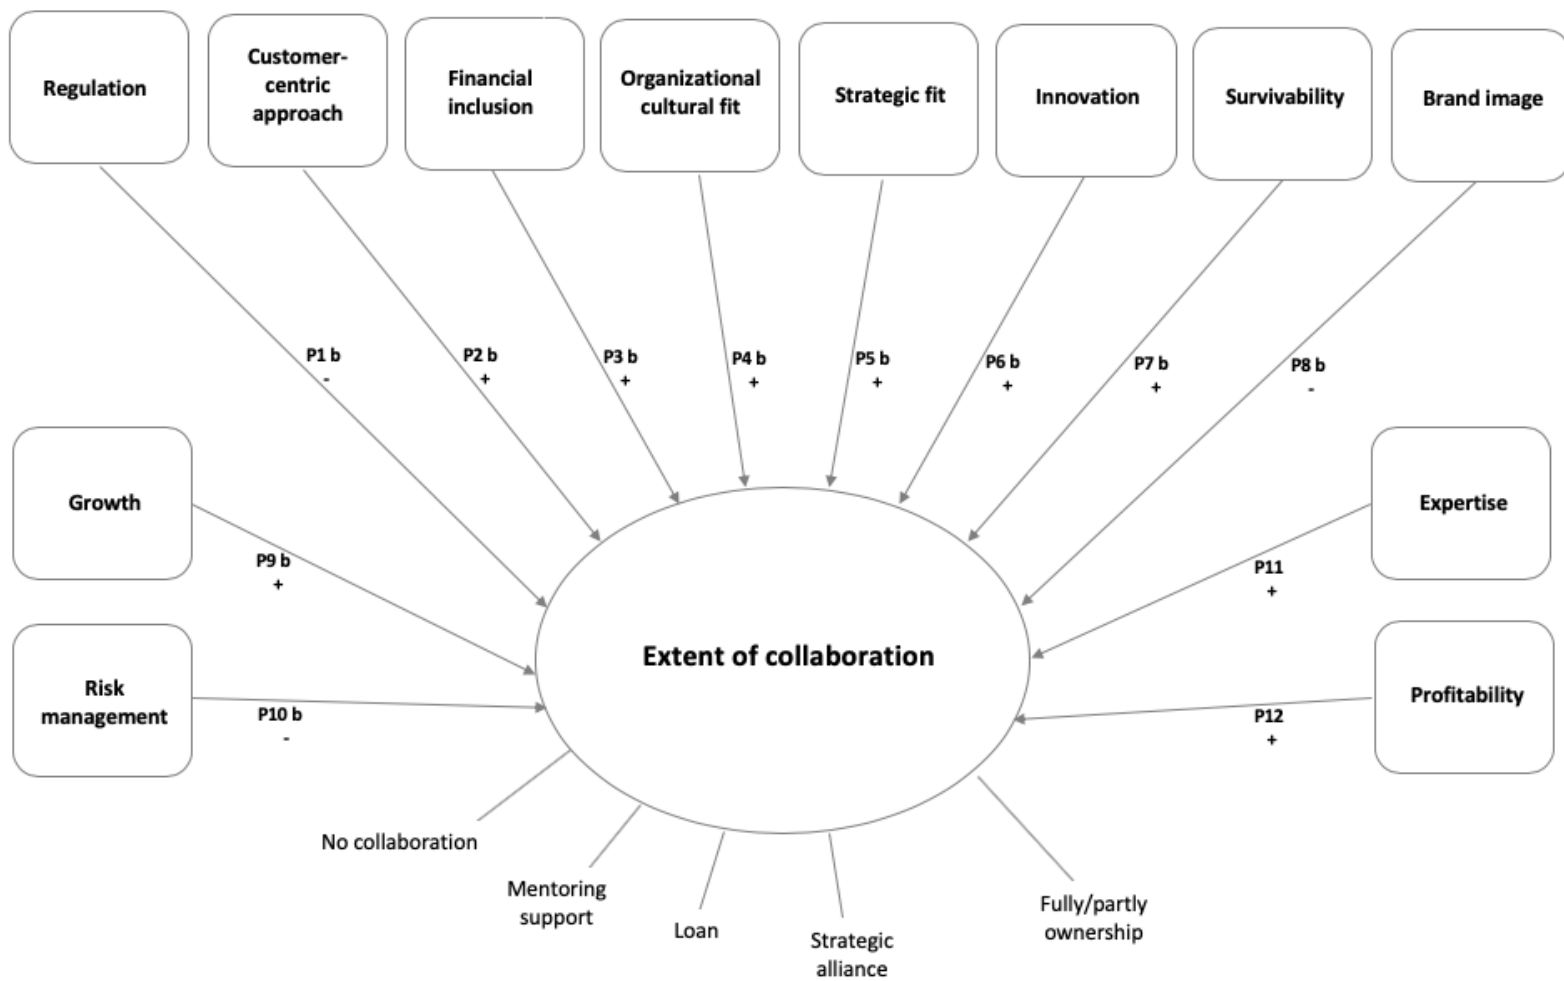 Regulation
Customer-
centric
approach
Financial
inclusion
Organizational
cultural fit
Strategic fit
Innovation
Survivability
Brand image
P1 b
-
P2 b
+
P3 b
+
P4 b
+
P5 b
+
P6 b
+
P7 b
+
P8 b
-
Growth
P9 b
+
Expertise
P11
+
Extent of collaboration
Risk
management
P10 b
-
Profitability
P12
+
No collaboration
Mentoring
support
Loan
Strategic
alliance
Fully/partly
ownership